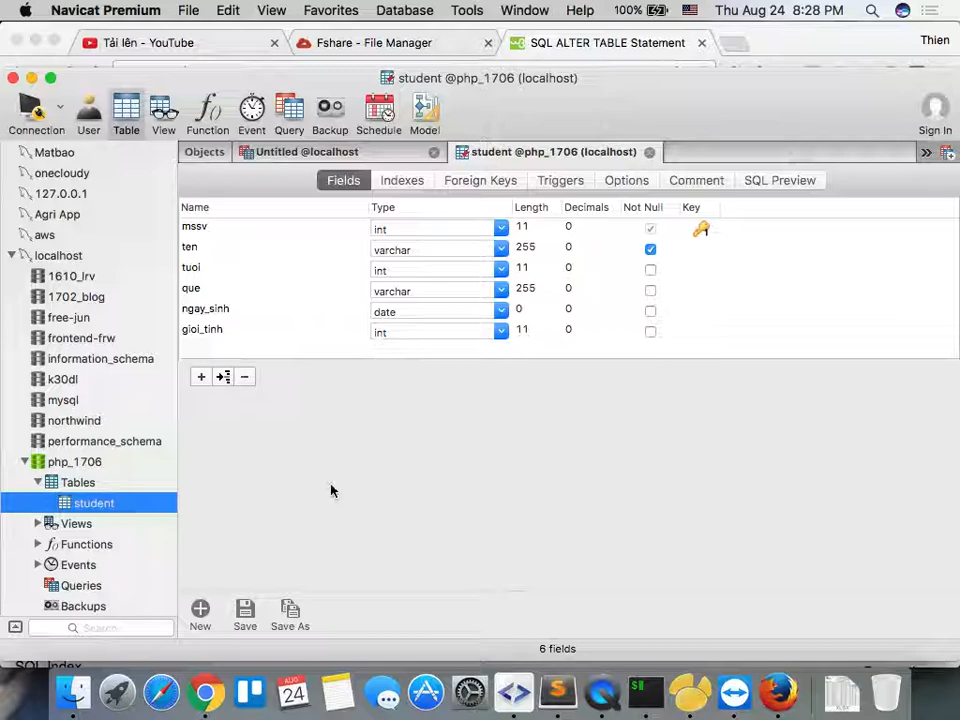 Navicat Premium File Edit View Favorites Database Tools Window Help 100% Thu Aug 24 8:28 PM
Tải lên - YouTube Fshare - File Manager SQL ALTER TABLE Statement Thien
student @php_1706 (localhost)
Connection User Table View Function Event Query Backup Schedule Model Sign In
Objects Untitled @localhost student @php_1706 (localhost)
Fields Indexes Foreign Keys Triggers Options Comment SQL Preview
Name Type Length Decimals Not Null Key
mssv int 11 0
ten varchar 255 0
tuoi int 11 0
que varchar 255 0
ngay_sinh date 0 0
gioi_tinh int 11 0
Matbao
onecloudy
127.0.0.1
Agri App
aws
localhost
1610_lrv
1702_blog
free-jun
frontend-frw
information_schema
k30dl
mysql
northwind
performance_schema
php_1706
Tables
student
Views
Functions
Events
Queries
Backups
Search
New Save Save As
6 fields
SQL Index
AUG
24